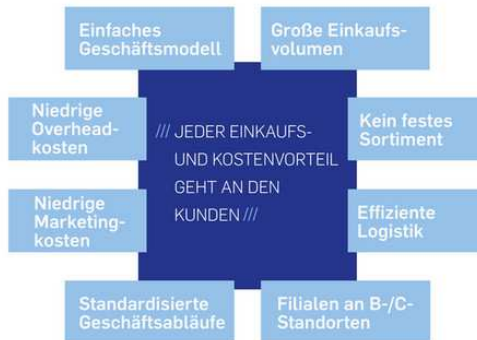 Einfaches
Geschäftsmodell
Große Einkaufs-
volumen
Niedrige
Overhead-
kosten
/// JEDER EINKAUFS-
UND KOSTENVORTEIL
GEHT AN DEN
KUNDEN ///
Kein festes
Sortiment
Niedrige
Marketing-
kosten
Effiziente
Logistik
Standardisierte
Geschäftsabläufe
Filialen an B-/C-
Standorten